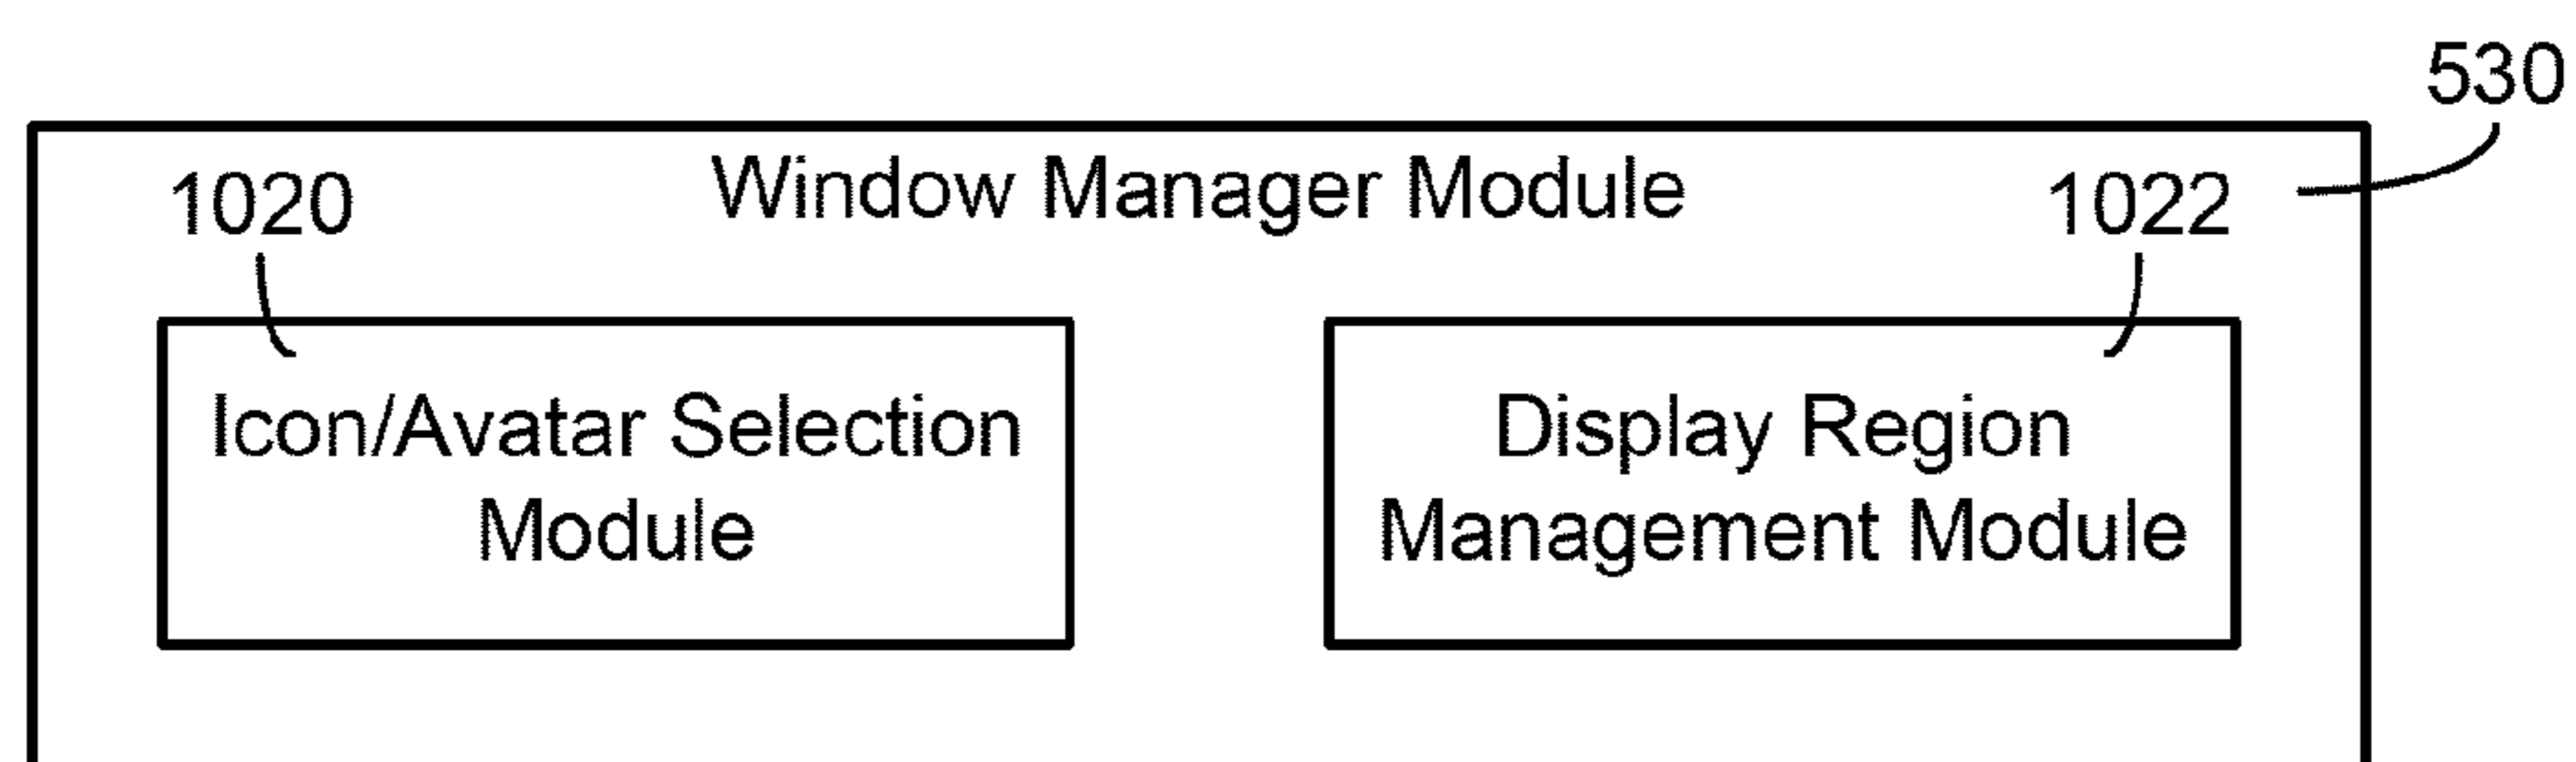 530
Window Manager Module
1020
1022
Icon/Avatar Selection
Module
Display Region
Management Module